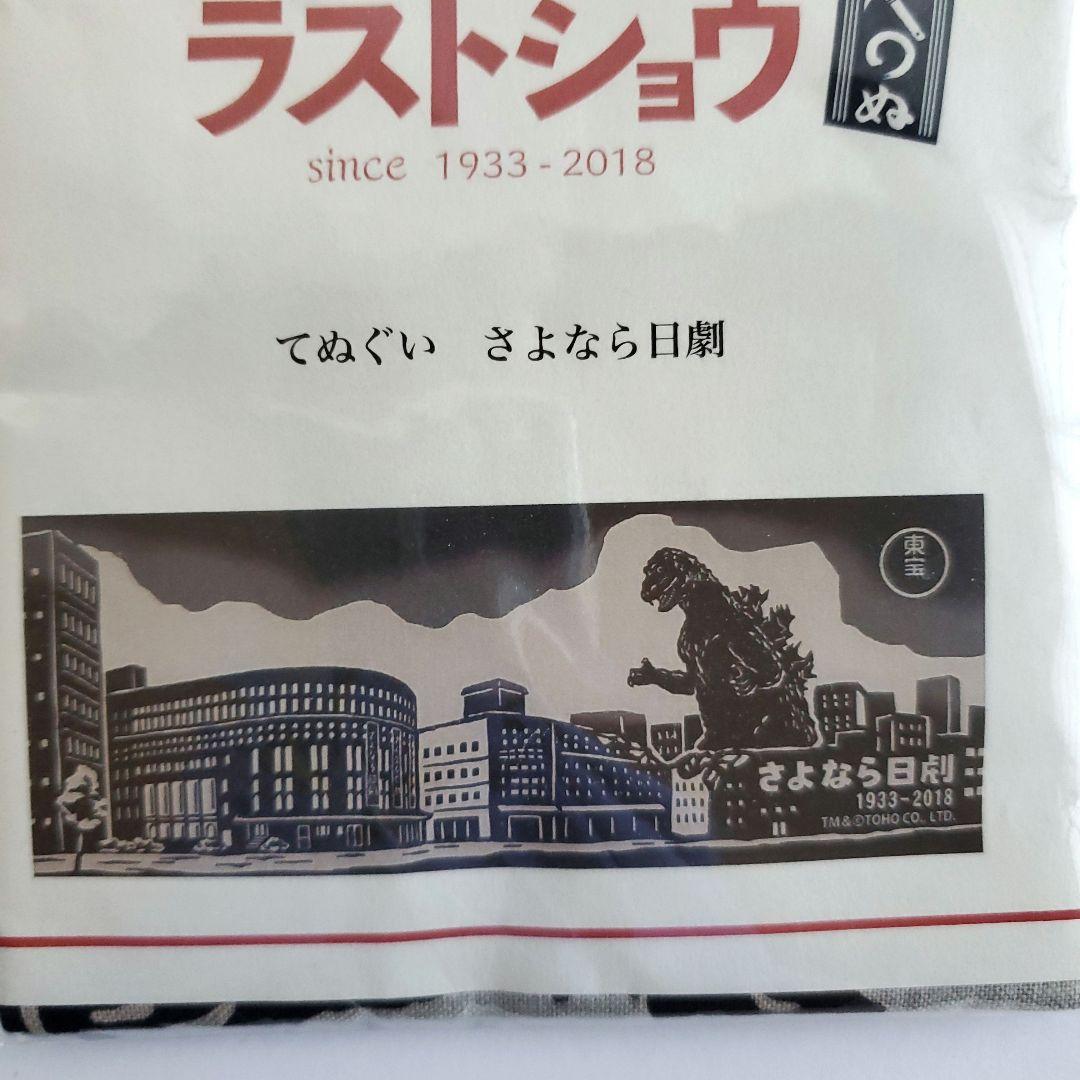 ラストショウ
ぬ
since 1933-2018
てぬぐい さよなら日劇
東宝
さよなら日劇
1933-2018
TM&©TOHO CO. LTD.